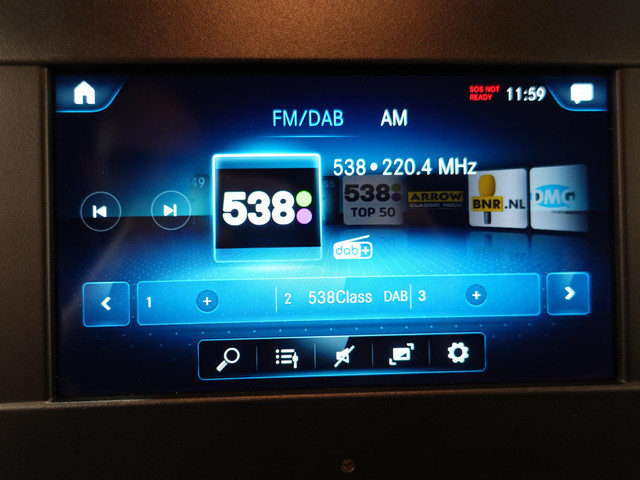 SOS NOT
READY
11:59
FM/DAB
AM
538 • 220.4 MHz
49
538:
538:
TOP 50
ARROW
CLASSIC ROCK
BNR.NL
DMG
dab+
1 +
2 538Class DAB
3 +